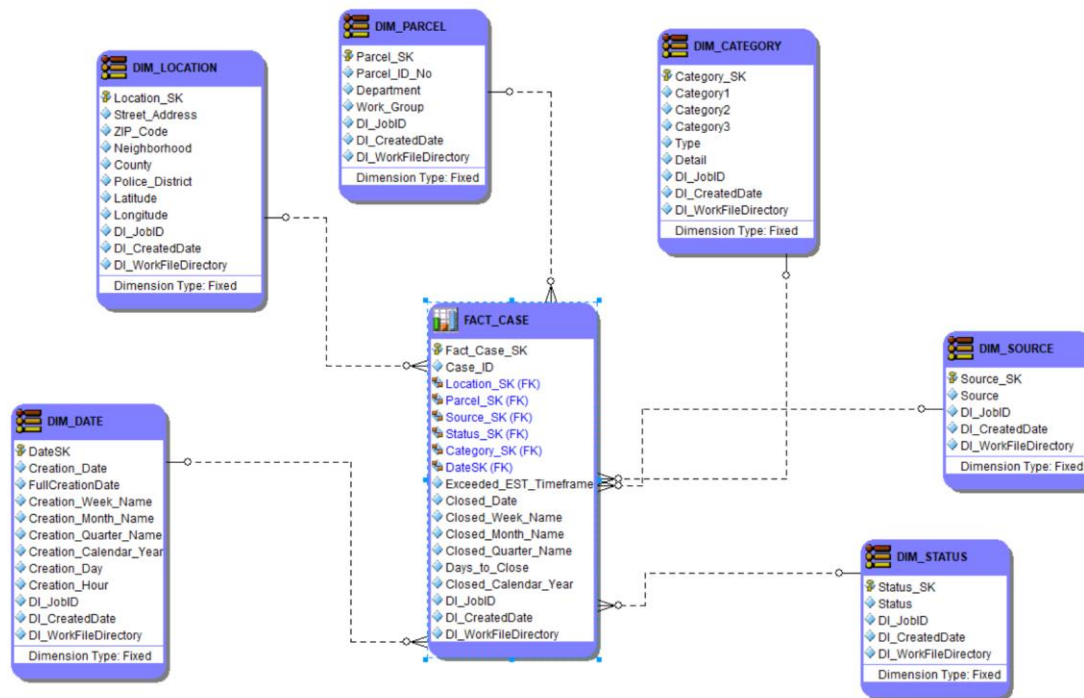 DIM_PARCEL
Parcel_SK
Parcel_ID_No
Department
Work_Group
DI_JobID
DI_CreatedDate
DI_WorkFileDirectory
Dimension Type: Fixed
DIM_CATEGORY
Category_SK
Category1
Category2
Category3
Type
Detail
DI_JobID
DI_CreatedDate
DI_WorkFileDirectory
Dimension Type: Fixed
DIM_LOCATION
Location_SK
Street_Address
ZIP_Code
Neighborhood
County
Police_District
Latitude
Longitude
DI_JobID
DI_CreatedDate
DI_WorkFileDirectory
Dimension Type: Fixed
FACT_CASE
Fact_Case_SK
Case_ID
Location_SK (FK)
Parcel_SK (FK)
Source_SK (FK)
Status_SK (FK)
Category_SK (FK)
DateSK (FK)
Exceeded_EST_Timeframe
Closed_Date
Closed_Week_Name
Closed_Month_Name
Closed_Quarter_Name
Days_to_Close
Closed_Calendar_Year
DI_JobID
DI_CreatedDate
DI_WorkFileDirectory
DIM_SOURCE
Source_SK
Source
DI_JobID
DI_CreatedDate
DI_WorkFileDirectory
Dimension Type: Fixed
DIM_DATE
DateSK
Creation_Date
FullCreationDate
Creation_Week_Name
Creation_Month_Name
Creation_Quarter_Name
Creation_Calendar_Year
Creation_Day
Creation_Hour
DI_JobID
DI_CreatedDate
DI_WorkFileDirectory
Dimension Type: Fixed
DIM_STATUS
Status_SK
Status
DI_JobID
DI_CreatedDate
DI_WorkFileDirectory
Dimension Type: Fixed